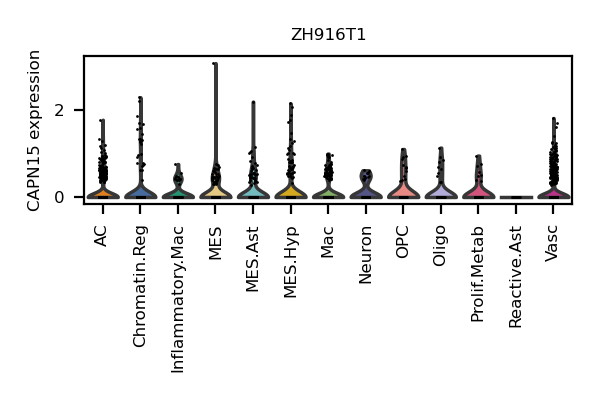 ZH916T1
CAPN15 expression
2
0
AC
Chromatin.Reg
Inflammatory.Mac
MES
MES.Ast
MES.Hyp
Mac
Neuron
OPC
Oligo
Prolif.Metab
Reactive.Ast
Vasc